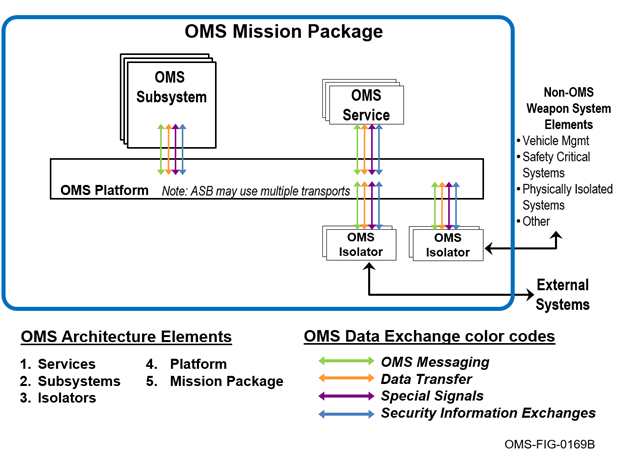 OMS Mission Package
OMS
Subsystem
OMS
Service
OMS Platform Note: ASB may use multiple transports
OMS
Isolator
OMS
Isolator
Non-OMS
Weapon System
Elements
• Vehicle Mgmt
• Safety Critical
Systems
• Physically Isolated
Systems
• Other
External
Systems
OMS Architecture Elements
1. Services
2. Subsystems
3. Isolators
4. Platform
5. Mission Package
OMS Data Exchange color codes
OMS Messaging
Data Transfer
Special Signals
Security Information Exchanges
OMS-FIG-0169B